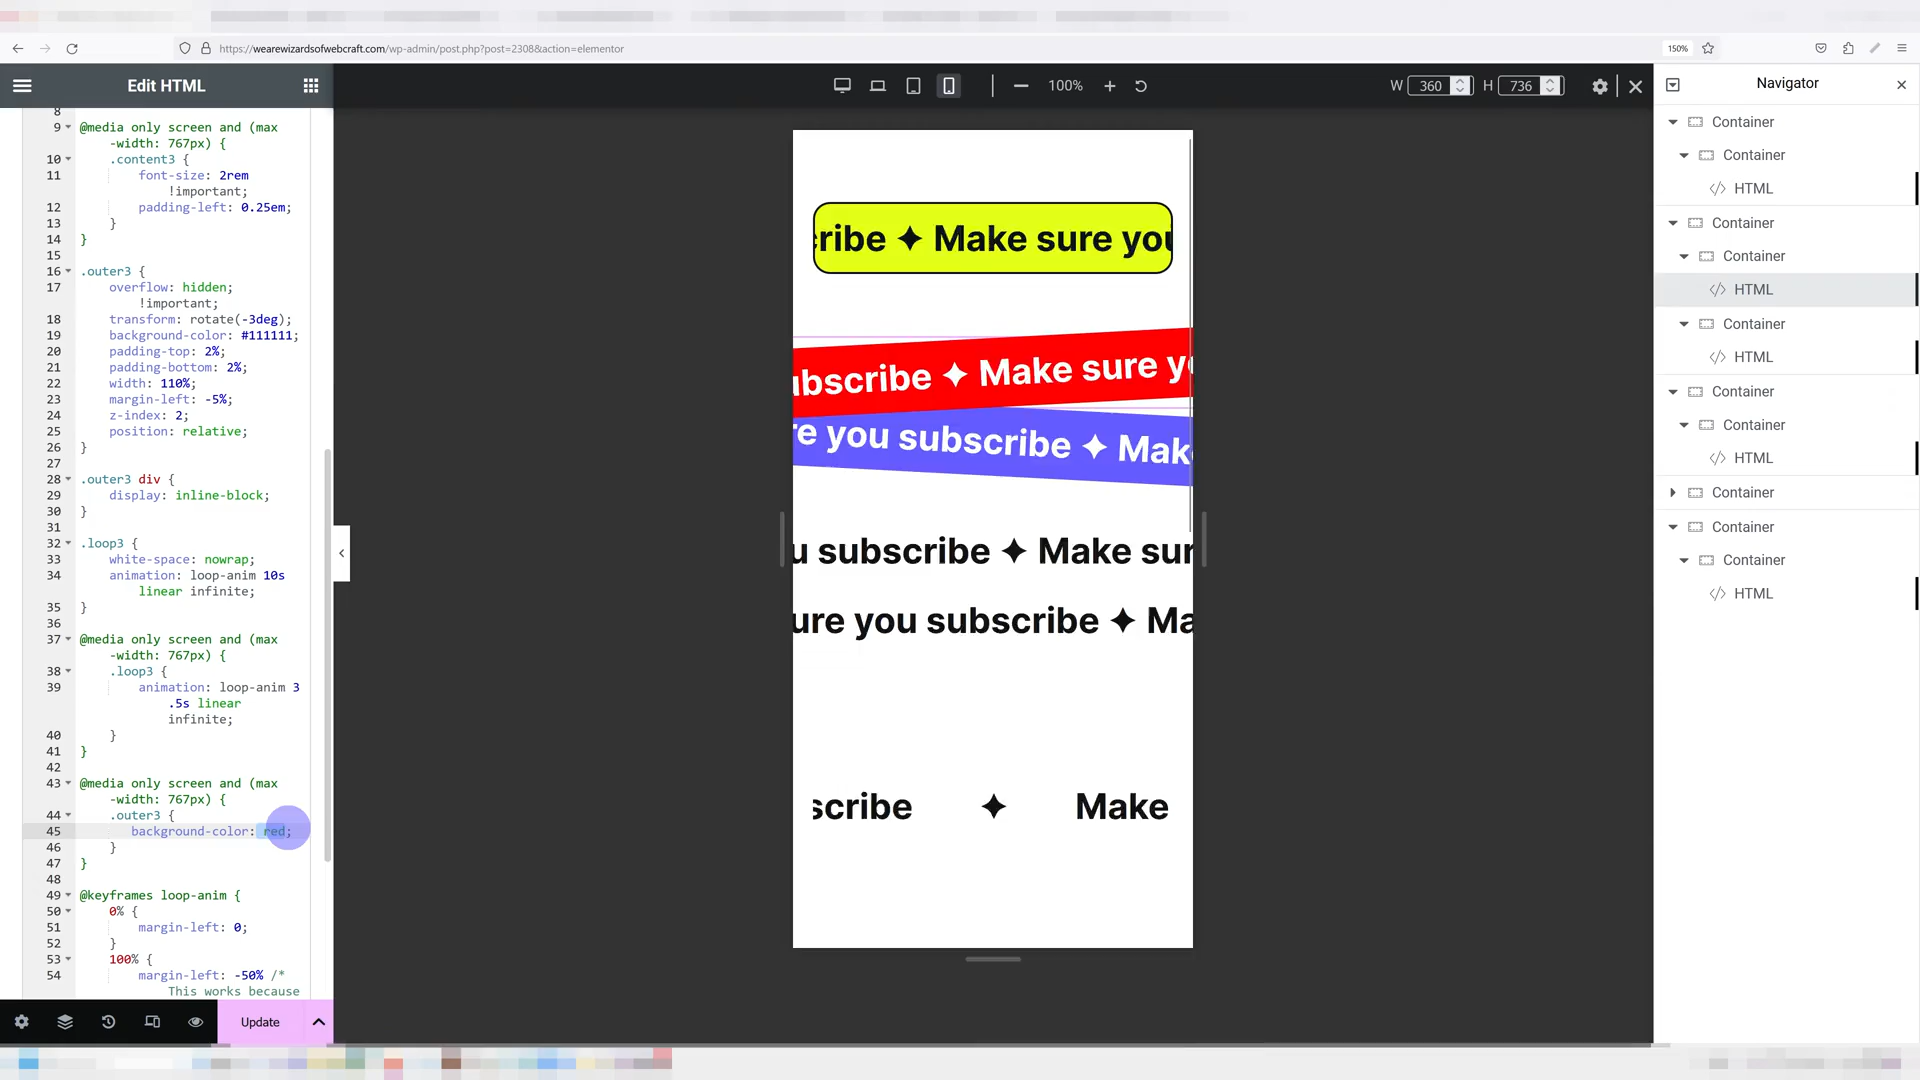 https://wearewizardsofwebcraft.com/wp-admin/post.php?post=2308&action=elementor
150%
Edit HTML
100%
W 360
H 736
Navigator
8
9 @media only screen and (max
-width: 767px) {
10 .content3 {
11 font-size: 2rem
!important;
12 padding-left: 0.25em;
13 }
14 }
15
16 .outer3 {
17 overflow: hidden;
!important;
18 transform: rotate(-3deg);
19 background-color: #111111;
20 padding-top: 2%;
21 padding-bottom: 2%;
22 width: 110%;
23 margin-left: -5%;
24 z-index: 2;
25 position: relative;
26 }
27
28 .outer3 div {
29 display: inline-block;
30 }
31
32 .loop3 {
33 white-space: nowrap;
34 animation: loop-anim 10s
linear infinite;
35 }
36
37 @media only screen and (max
-width: 767px) {
38 .loop3 {
39 animation: loop-anim 3
.5s linear
infinite;
40 }
41 }
42
43 @media only screen and (max
-width: 767px) {
44 .outer3 {
45 background-color: red;
46 }
47 }
48
49 @keyframes loop-anim {
50 0% {
51 margin-left: 0;
52 }
53 100% {
54 margin-left: -50% /*
This works because
Update
cribe ✦ Make sure you
ubscribe ✦ Make sure yo
re you subscribe ✦ Make
u subscribe ✦ Make sur
ure you subscribe ✦ Ma
scribe ✦ Make
Container
Container
HTML
Container
Container
HTML
Container
HTML
Container
Container
HTML
Container
Container
Container
HTML